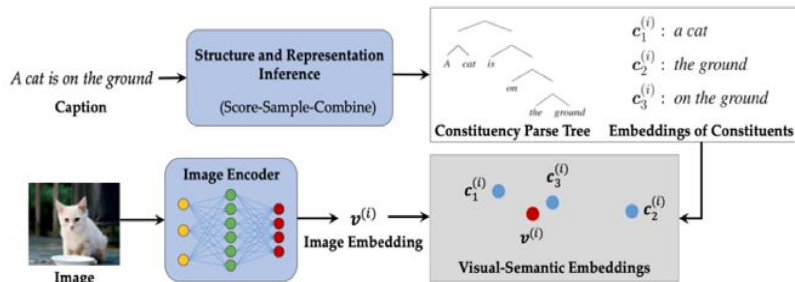 A cat is on the ground
Caption
Structure and Representation
Inference
(Score-Sample-Combine)
A cat is
on
the ground
Constituency Parse Tree
c₁⁽ⁱ⁾ : a cat
c₂⁽ⁱ⁾ : the ground
c₃⁽ⁱ⁾ : on the ground
Embeddings of Constituents
Image
Image Encoder
v⁽ⁱ⁾
Image Embedding
c₁⁽ⁱ⁾
c₃⁽ⁱ⁾
c₂⁽ⁱ⁾
v⁽ⁱ⁾
Visual-Semantic Embeddings